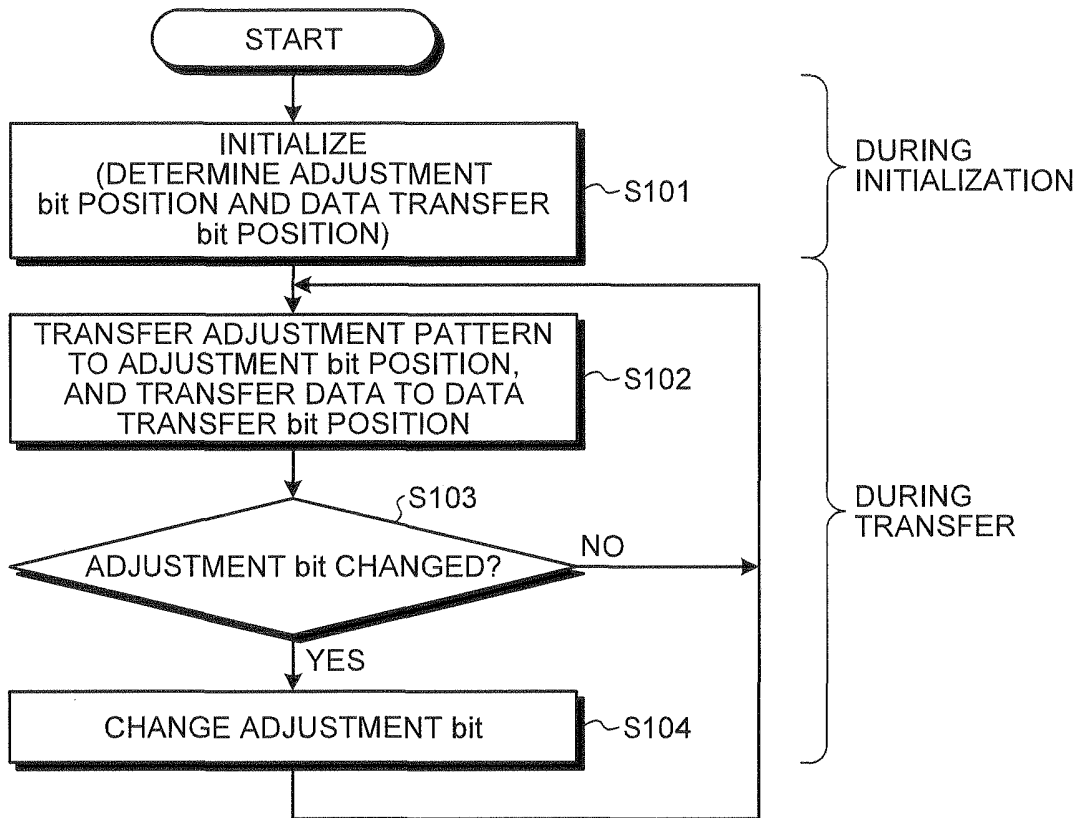 START
INITIALIZE
(DETERMINE ADJUSTMENT
bit POSITION AND DATA TRANSFER
bit POSITION)
S101
DURING
INITIALIZATION
TRANSFER ADJUSTMENT PATTERN
TO ADJUSTMENT bit POSITION,
AND TRANSFER DATA TO DATA
TRANSFER bit POSITION
S102
S103
ADJUSTMENT bit CHANGED?
NO
DURING
TRANSFER
YES
CHANGE ADJUSTMENT bit
S104